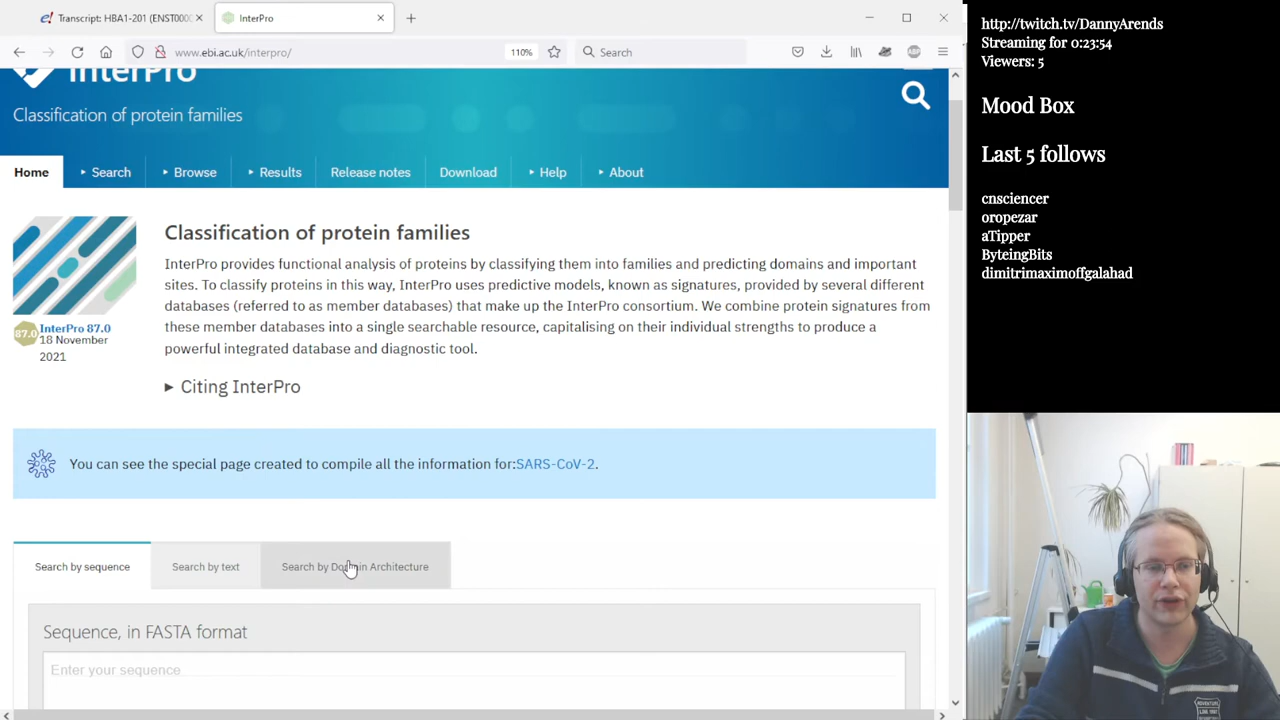 Transcript: HBA1-201 (ENST000
InterPro
www.ebi.ac.uk/interpro/
110%
Search
ABP
InterPro
Classification of protein families
Home
Search
Browse
Results
Release notes
Download
Help
About
Classification of protein families
InterPro provides functional analysis of proteins by classifying them into families and predicting domains and important
sites. To classify proteins in this way, InterPro uses predictive models, known as signatures, provided by several different
databases (referred to as member databases) that make up the InterPro consortium. We combine protein signatures from
these member databases into a single searchable resource, capitalising on their individual strengths to produce a
powerful integrated database and diagnostic tool.
87.0
InterPro 87.0
18 November
2021
Citing InterPro
You can see the special page created to compile all the information for:SARS-CoV-2.
Search by sequence
Search by text
Search by Domain Architecture
Sequence, in FASTA format
Enter your sequence
http://twitch.tv/DannyArends
Streaming for 0:23:54
Viewers: 5
Mood Box
Last 5 follows
cnsciencer
oropezar
aTipper
ByteingBits
dimitrimaximoffgalahad